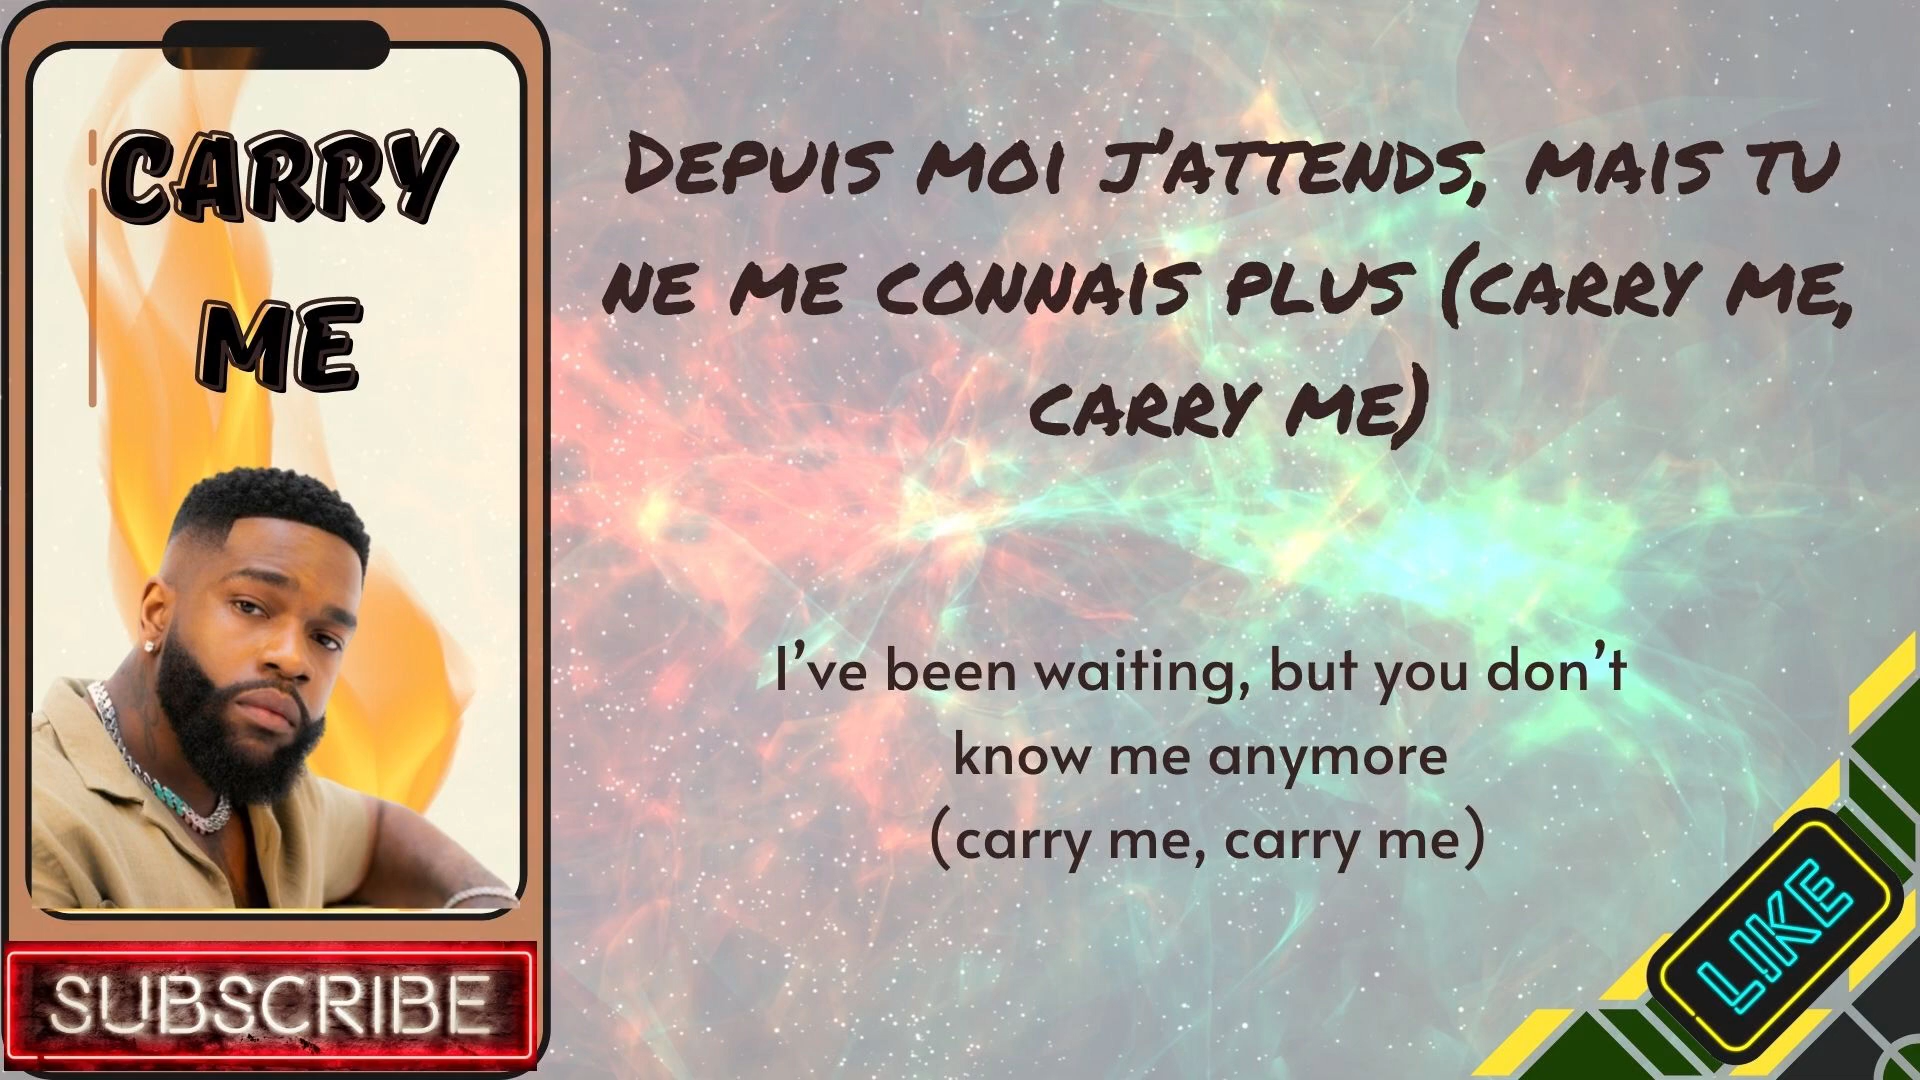 CARRY
ME
SUBSCRIBE
DEPUIS MOI J'ATTENDS, MAIS TU
NE ME CONNAIS PLUS (CARRY ME,
CARRY ME)
I've been waiting, but you don't
know me anymore
(carry me, carry me)
LIKE